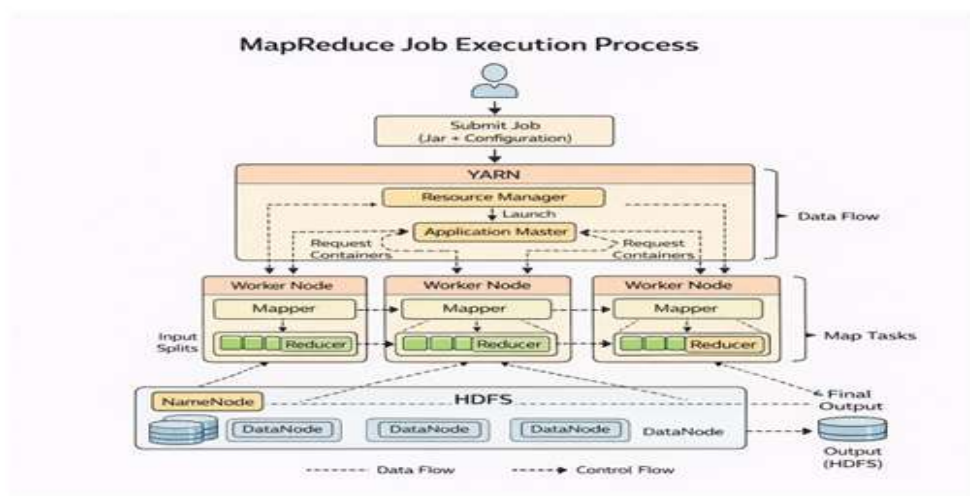 MapReduce Job Execution Process
Submit Job
(Jar + Configuration)
YARN
Resource Manager
Launch
Application Master
Request
Containers
Request
Containers
Data Flow
Worker Node
Worker Node
Worker Node
Mapper
Mapper
Mapper
Input
Splits
Reducer
Reducer
Reducer
Map Tasks
NameNode
HDFS
Final
Output
DataNode
DataNode
DataNode
DataNode
Output
(HDFS)
Data Flow
Control Flow